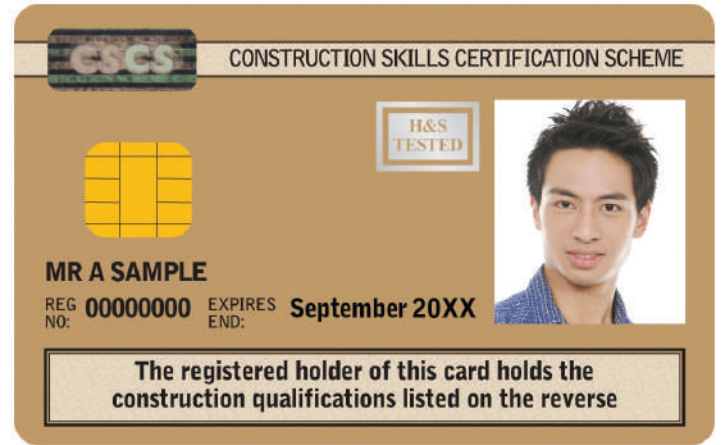 CSCS
CONSTRUCTION SKILLS CERTIFICATION SCHEME
H&S
TESTED
MR A SAMPLE
REG NO: 00000000 EXPIRES END: September 20XX
The registered holder of this card holds the
construction qualifications listed on the reverse